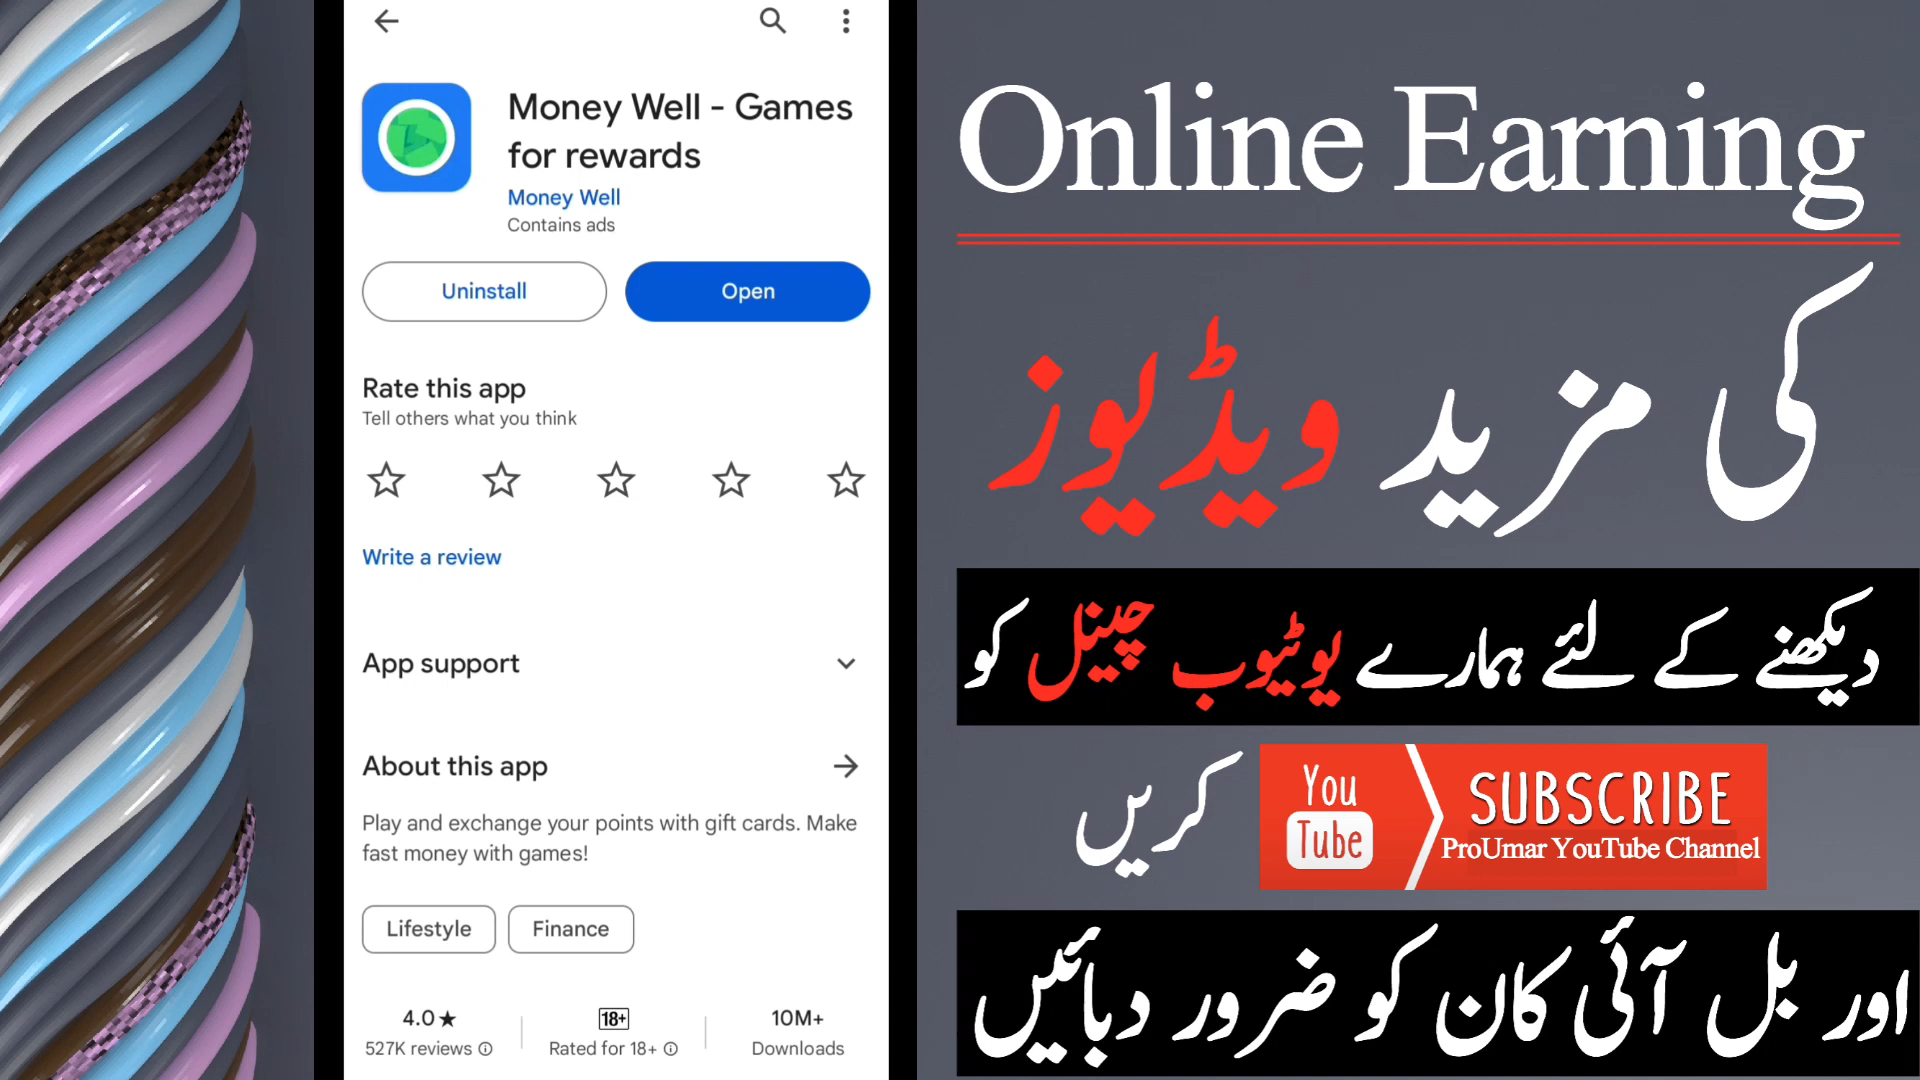 Money Well - Games
for rewards
Money Well
Contains ads
Uninstall
Open
Rate this app
Tell others what you think
Write a review
App support
About this app
Play and exchange your points with gift cards. Make
fast money with games!
Lifestyle
Finance
4.0★
527K reviews
18+
Rated for 18+
10M+
Downloads
Online Earning
کی مزید ویڈیوز
دیکھنے کے لئے ہمارے یوٹیوب چینل کو
You
Tube
SUBSCRIBE
ProUmar YouTube Channel
کریں
اور بل آئی کان کو ضرور دبائیں